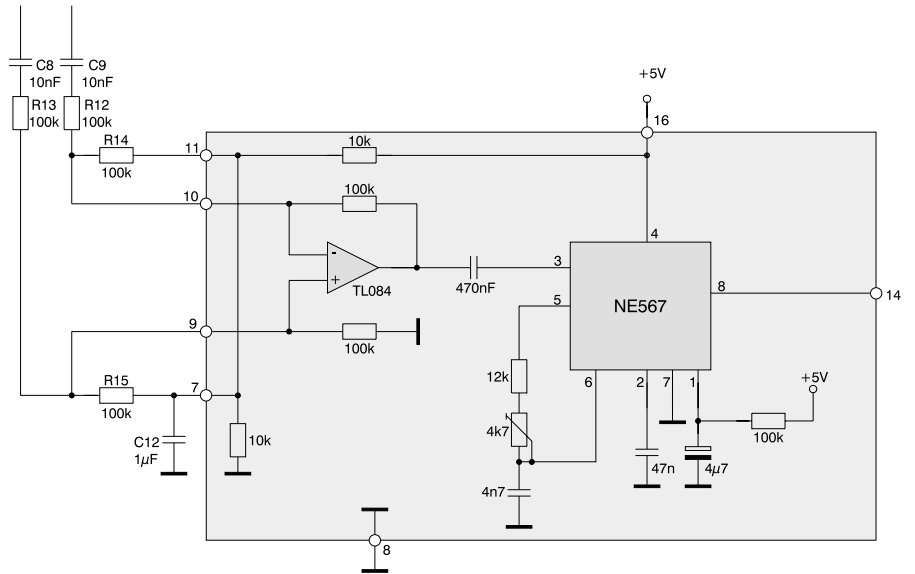 C8
10nF
C9
10nF
+5V
R13
100k
R12
100k
16
R14
100k
11
10k
10
100k
4
-
+
TL084
470nF
3
5
NE567
8
14
9
100k
12k
6
2
7
1
+5V
R15
100k
7
4k7
100k
C12
1µF
10k
47n
4µ7
4n7
8